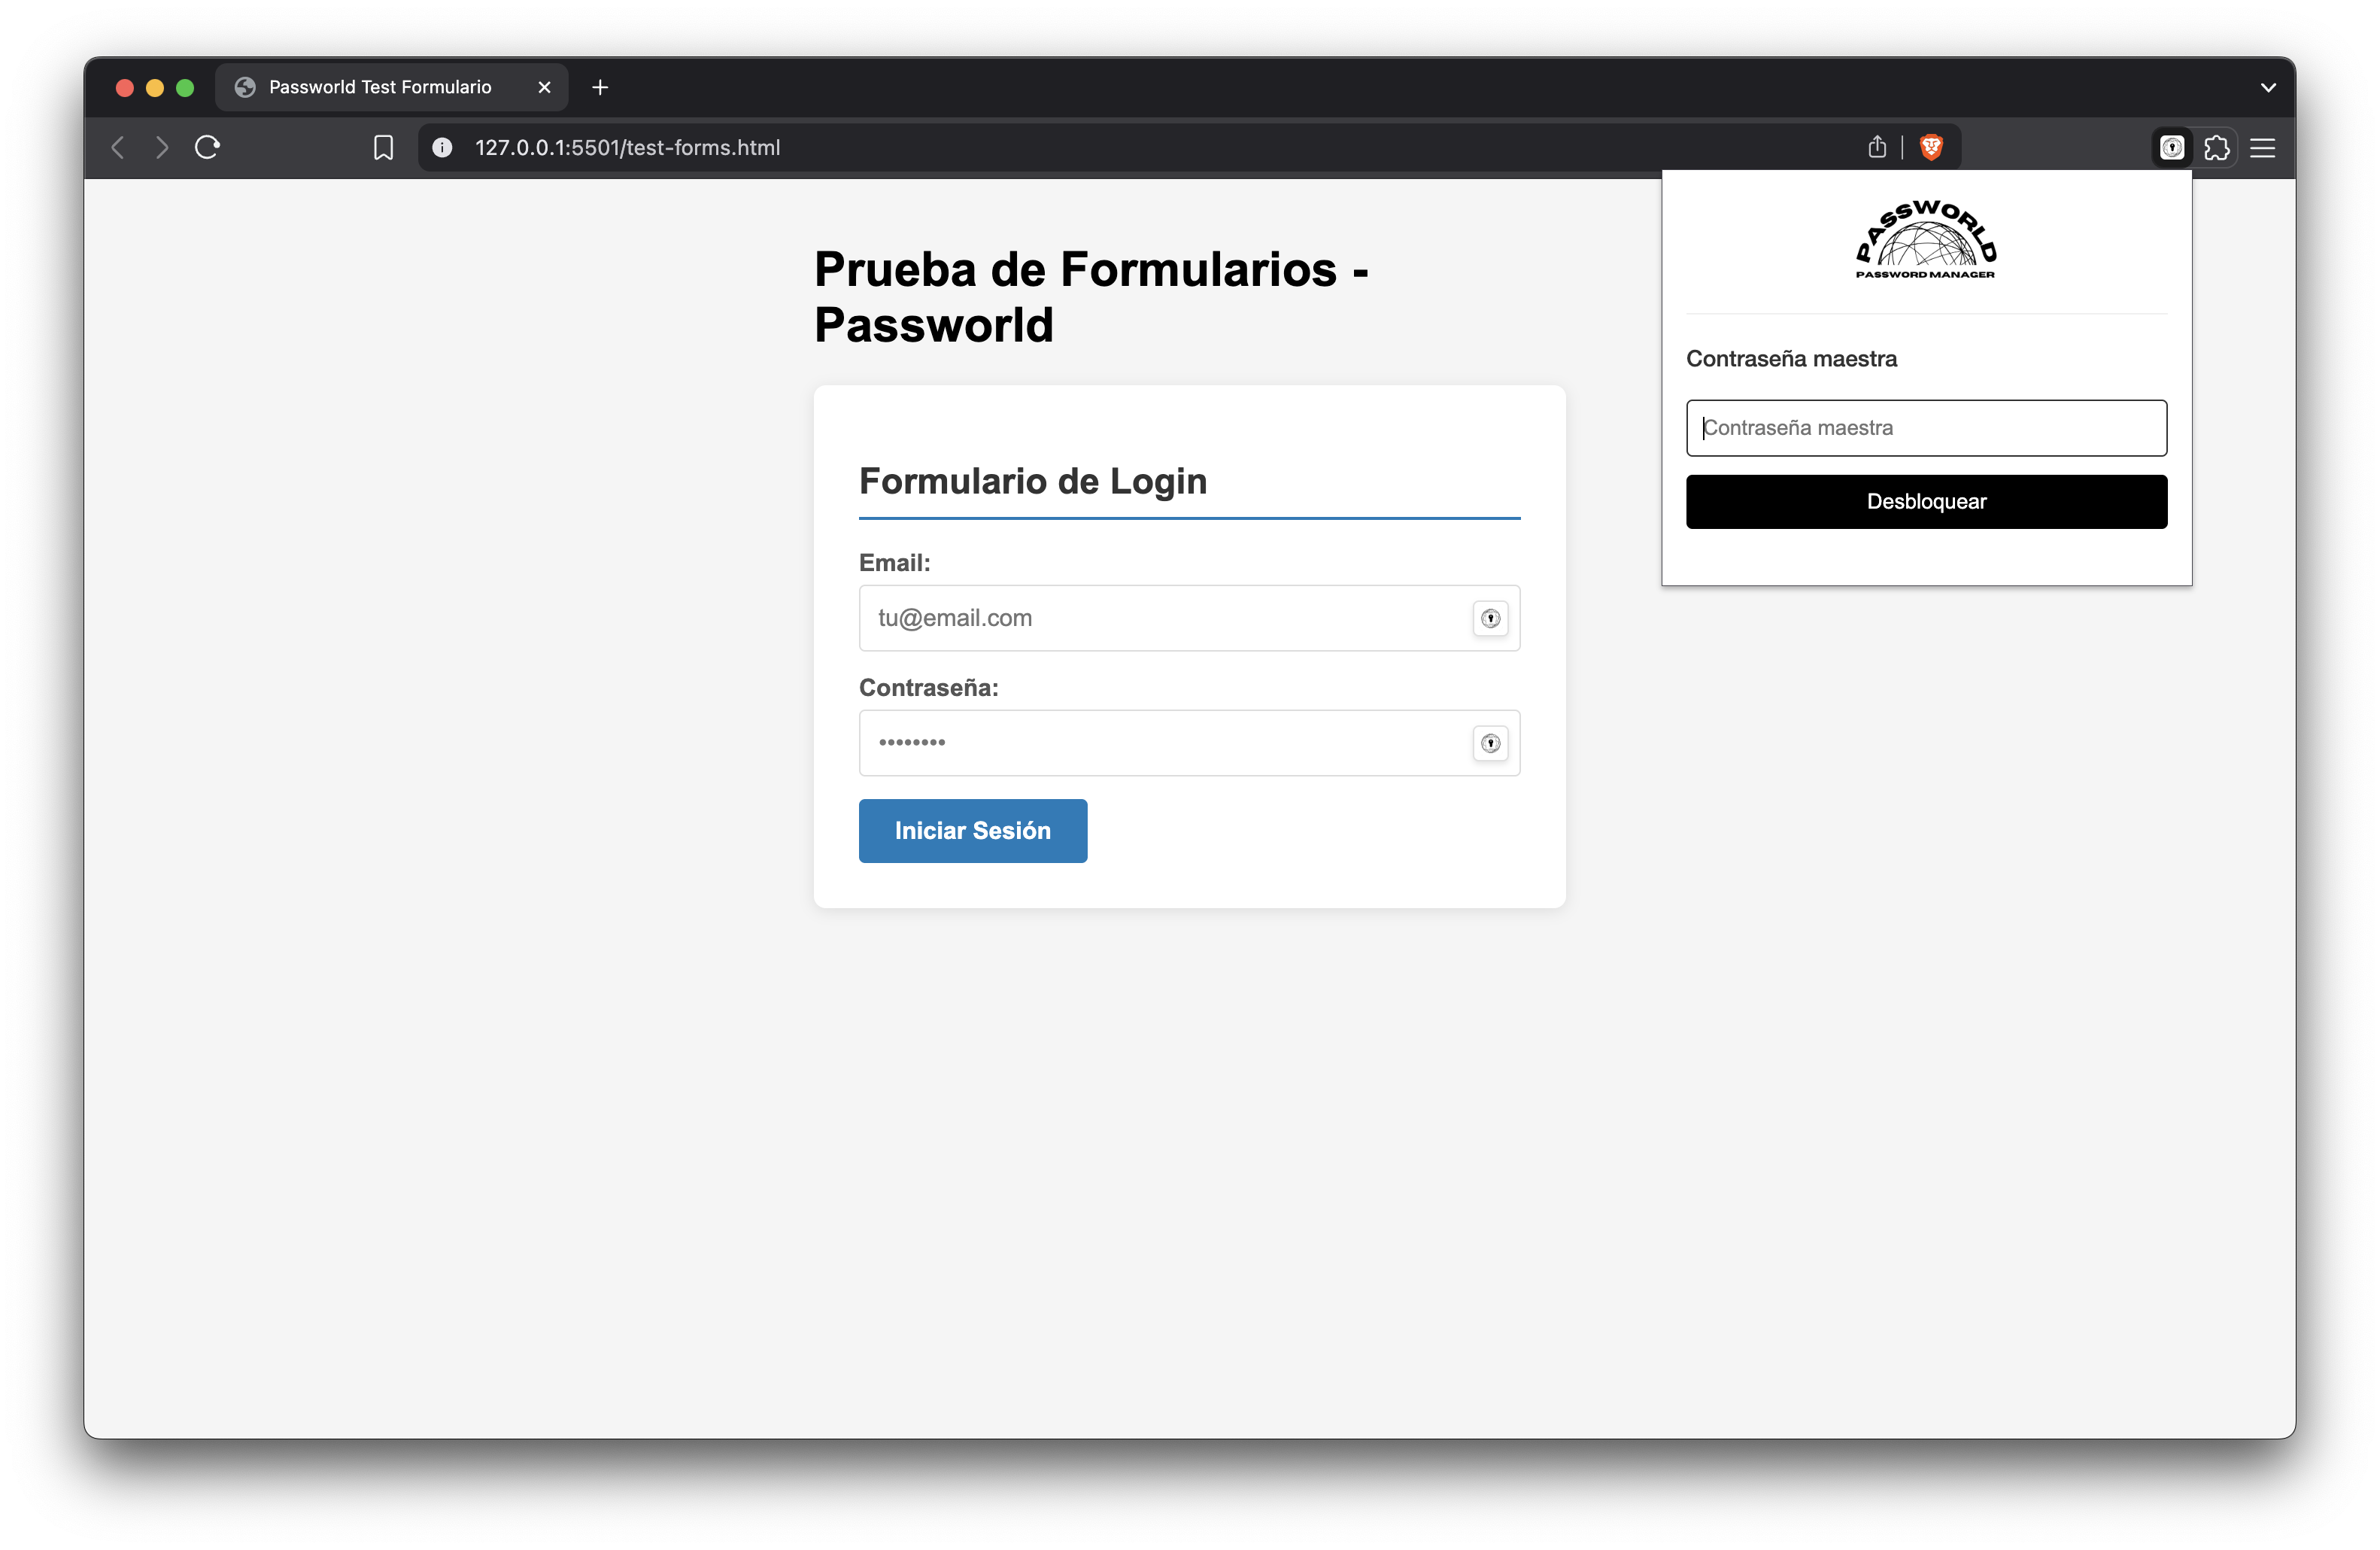 Passworld Test Formulario
127.0.0.1:5501/test-forms.html
PASSWORLD
PASSWORD MANAGER
Contraseña maestra
Contraseña maestra
Desbloquear
Prueba de Formularios -
Passworld
Formulario de Login
Email:
tu@email.com
Contraseña:
••••••••
Iniciar Sesión